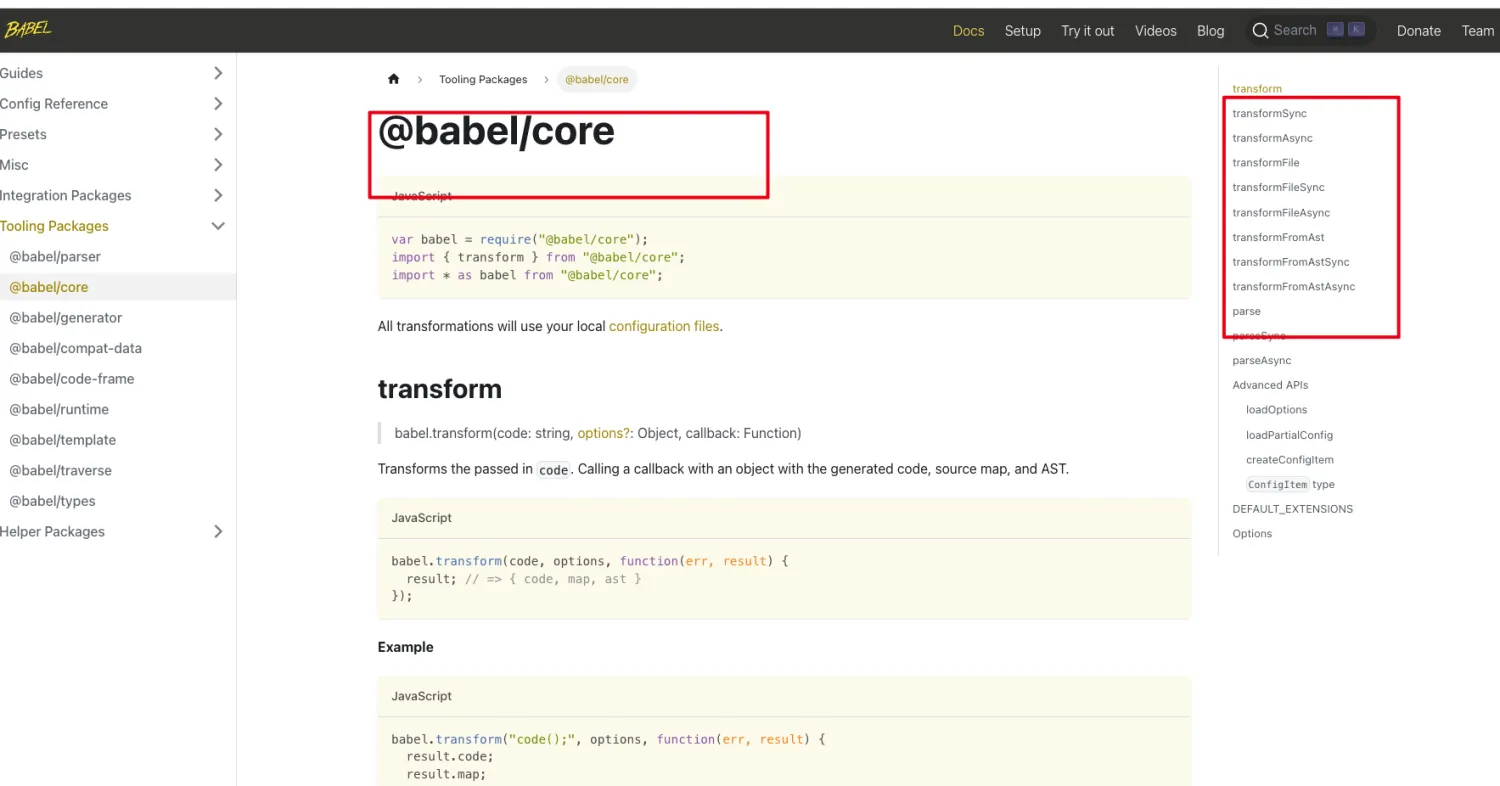 BABEL
Docs Setup Try it out Videos Blog Search ⌘ K Donate Team
Guides
Config Reference
Presets
Misc
Integration Packages
Tooling Packages
@babel/parser
@babel/core
@babel/generator
@babel/compat-data
@babel/code-frame
@babel/runtime
@babel/template
@babel/traverse
@babel/types
Helper Packages
Tooling Packages @babel/core
@babel/core
JavaScript
var babel = require("@babel/core");
import { transform } from "@babel/core";
import * as babel from "@babel/core";
All transformations will use your local configuration files.
transform
babel.transform(code: string, options?: Object, callback: Function)
Transforms the passed in code. Calling a callback with an object with the generated code, source map, and AST.
JavaScript
babel.transform(code, options, function(err, result) {
result; // => { code, map, ast }
});
Example
JavaScript
babel.transform("code();", options, function(err, result) {
result.code;
result.map;
transform
transformSync
transformAsync
transformFile
transformFileSync
transformFileAsync
transformFromAst
transformFromAstSync
transformFromAstAsync
parse
parseSync
parseAsync
Advanced APIs
loadOptions
loadPartialConfig
createConfigItem
ConfigItem type
DEFAULT_EXTENSIONS
Options